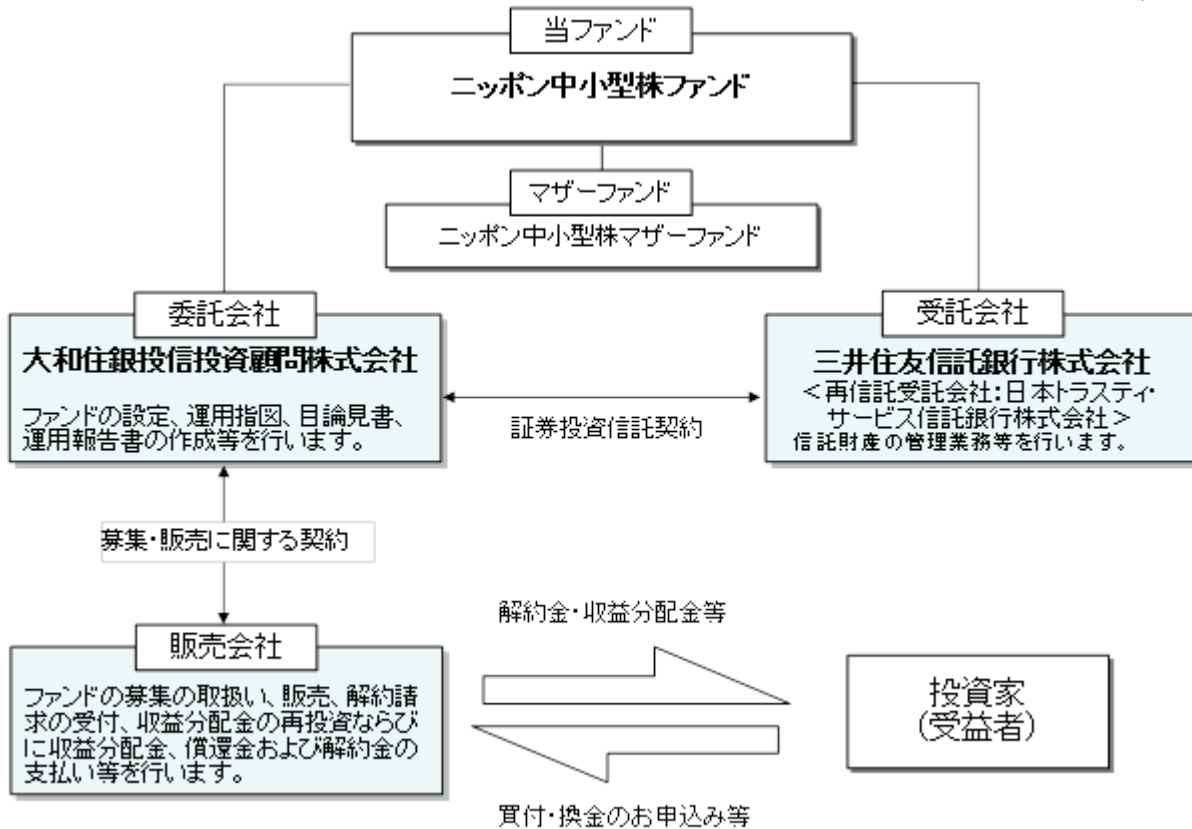 当ファンド
ニッポン中小型株ファンド
マザーファンド
ニッポン中小型株マザーファンド
委託会社
大和住銀投信投資顧問株式会社
ファンドの設定、運用指図、目論見書、
運用報告書の作成等を行います。
証券投資信託契約
受託会社
三井住友信託銀行株式会社
＜再信託受託会社：日本トラスティ・
サービス信託銀行株式会社＞
信託財産の管理業務等を行います。
募集・販売に関する契約
販売会社
ファンドの募集の取扱い、販売、解約請
求の受付、収益分配金の再投資ならび
に収益分配金、償還金および解約金の
支払い等を行います。
解約金・収益分配金等
買付・換金のお申込み等
投資家
（受益者）